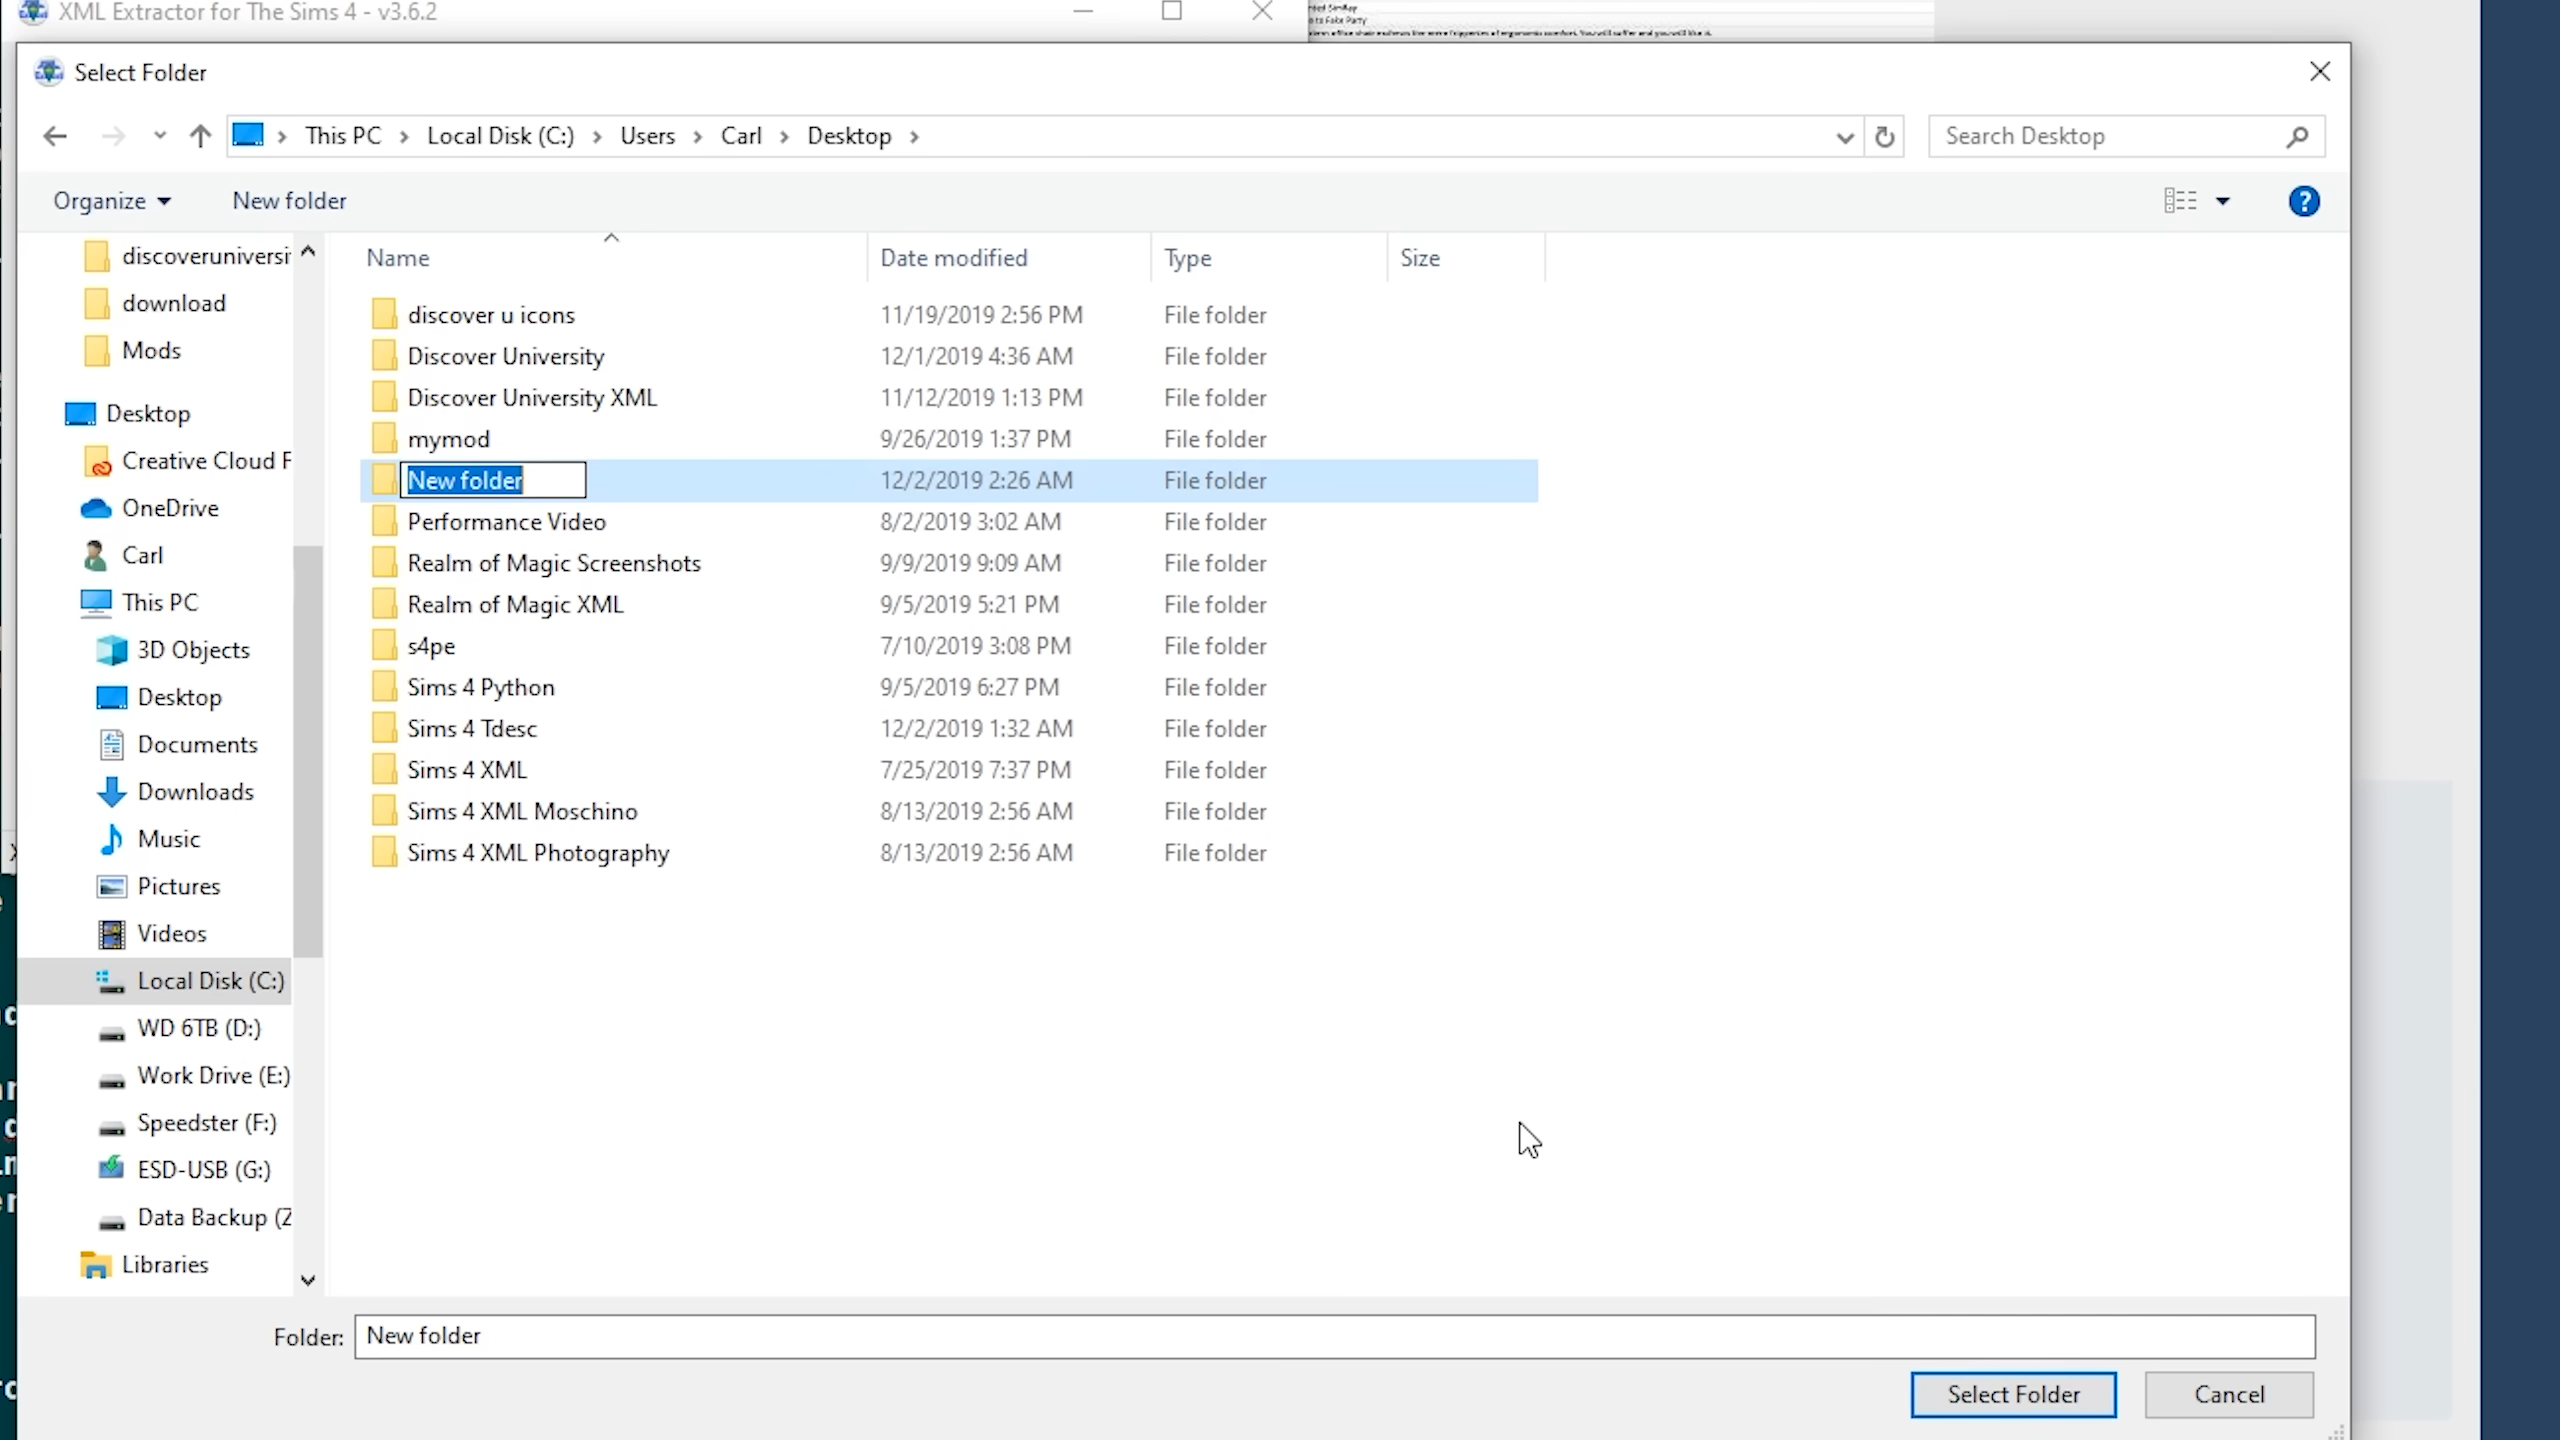 XML Extractor for The Sims 4 - v3.6.2
to Fake Party
Select Folder
This PC > Local Disk (C:) > Users > Carl > Desktop >
Search Desktop
Organize
New folder
Name
Date modified
Type
Size
discoveruniversi
download
Mods
Desktop
Creative Cloud F
OneDrive
Carl
This PC
3D Objects
Desktop
Documents
Downloads
Music
Pictures
Videos
Local Disk (C:)
WD 6TB (D:)
Work Drive (E:)
Speedster (F:)
ESD-USB (G:)
Data Backup (Z
Libraries
discover u icons 11/19/2019 2:56 PM File folder
Discover University 12/1/2019 4:36 AM File folder
Discover University XML 11/12/2019 1:13 PM File folder
mymod 9/26/2019 1:37 PM File folder
New folder 12/2/2019 2:26 AM File folder
Performance Video 8/2/2019 3:02 AM File folder
Realm of Magic Screenshots 9/9/2019 9:09 AM File folder
Realm of Magic XML 9/5/2019 5:21 PM File folder
s4pe 7/10/2019 3:08 PM File folder
Sims 4 Python 9/5/2019 6:27 PM File folder
Sims 4 Tdesc 12/2/2019 1:32 AM File folder
Sims 4 XML 7/25/2019 7:37 PM File folder
Sims 4 XML Moschino 8/13/2019 2:56 AM File folder
Sims 4 XML Photography 8/13/2019 2:56 AM File folder
Folder: New folder
Select Folder
Cancel